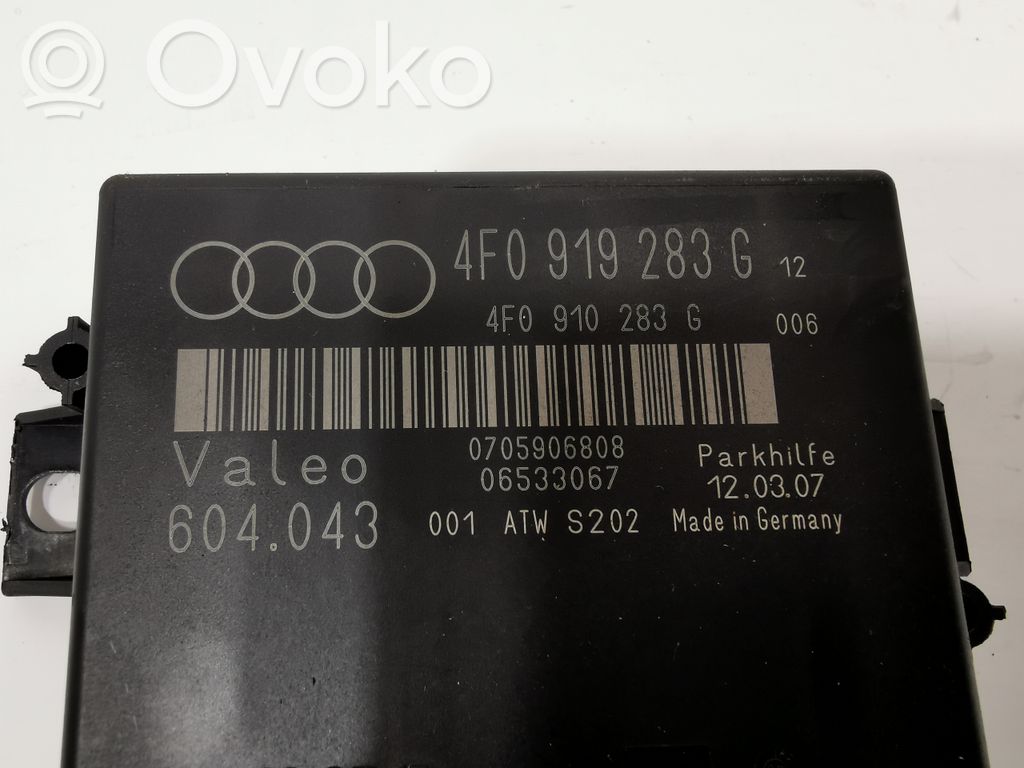 Ovoko
4F0 919 283 G 12
4F0 910 283 G 006
0705906808
Valeo 06533067 Parkhilfe
12.03.07
604.043 001 ATW S202 Made in Germany